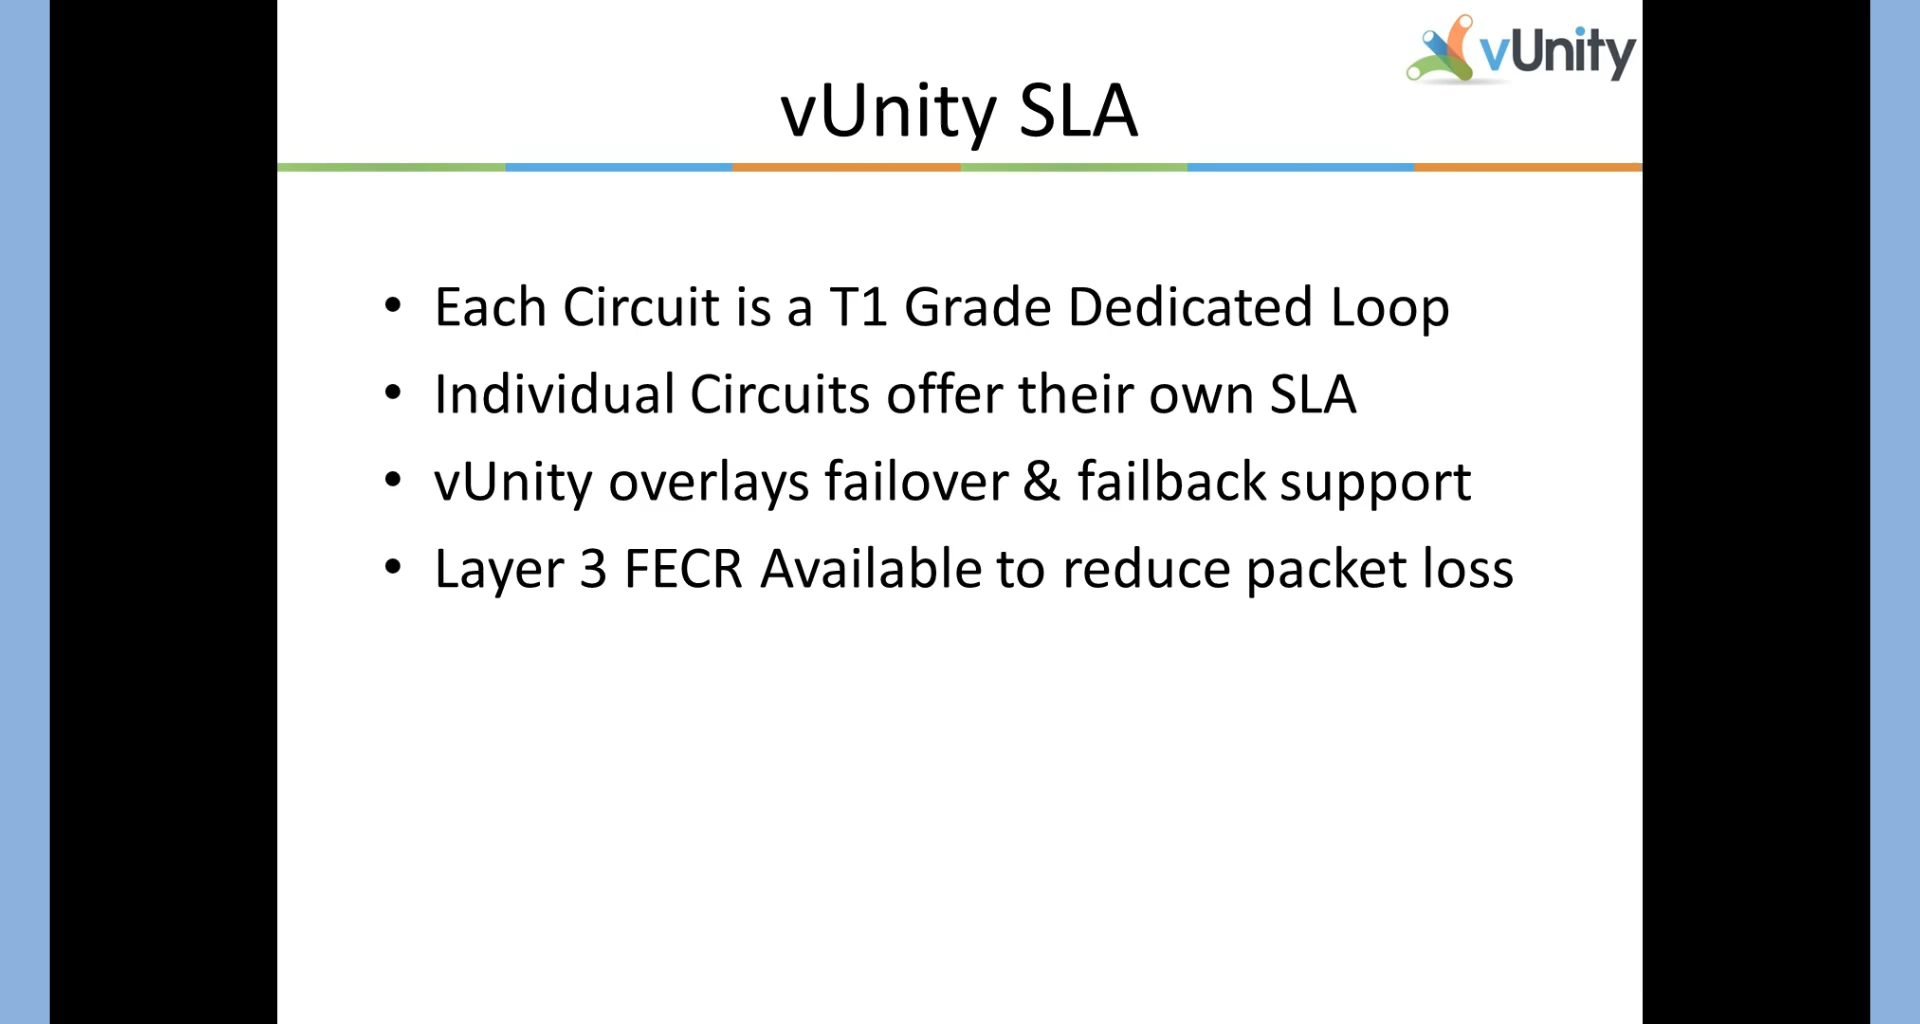 vUnity
vUnity SLA
• Each Circuit is a T1 Grade Dedicated Loop
• Individual Circuits offer their own SLA
• vUnity overlays failover & failback support
• Layer 3 FECR Available to reduce packet loss